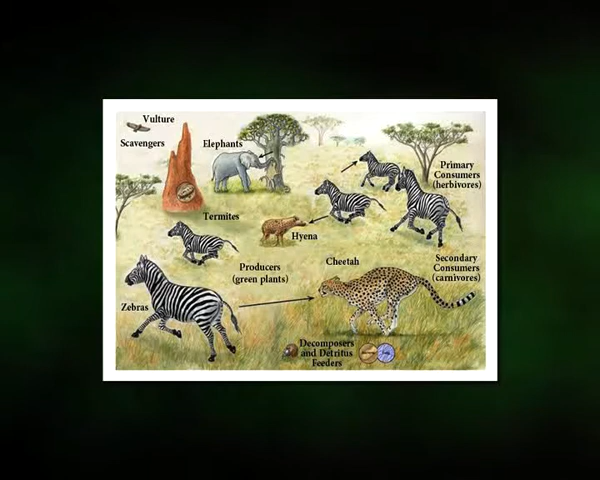 Vulture
Scavengers
Elephants
Primary
Consumers
(herbivores)
Termites
Hyena
Producers
(green plants)
Cheetah
Secondary
Consumers
(carnivores)
Zebras
Decomposers
and Detritus
Feeders